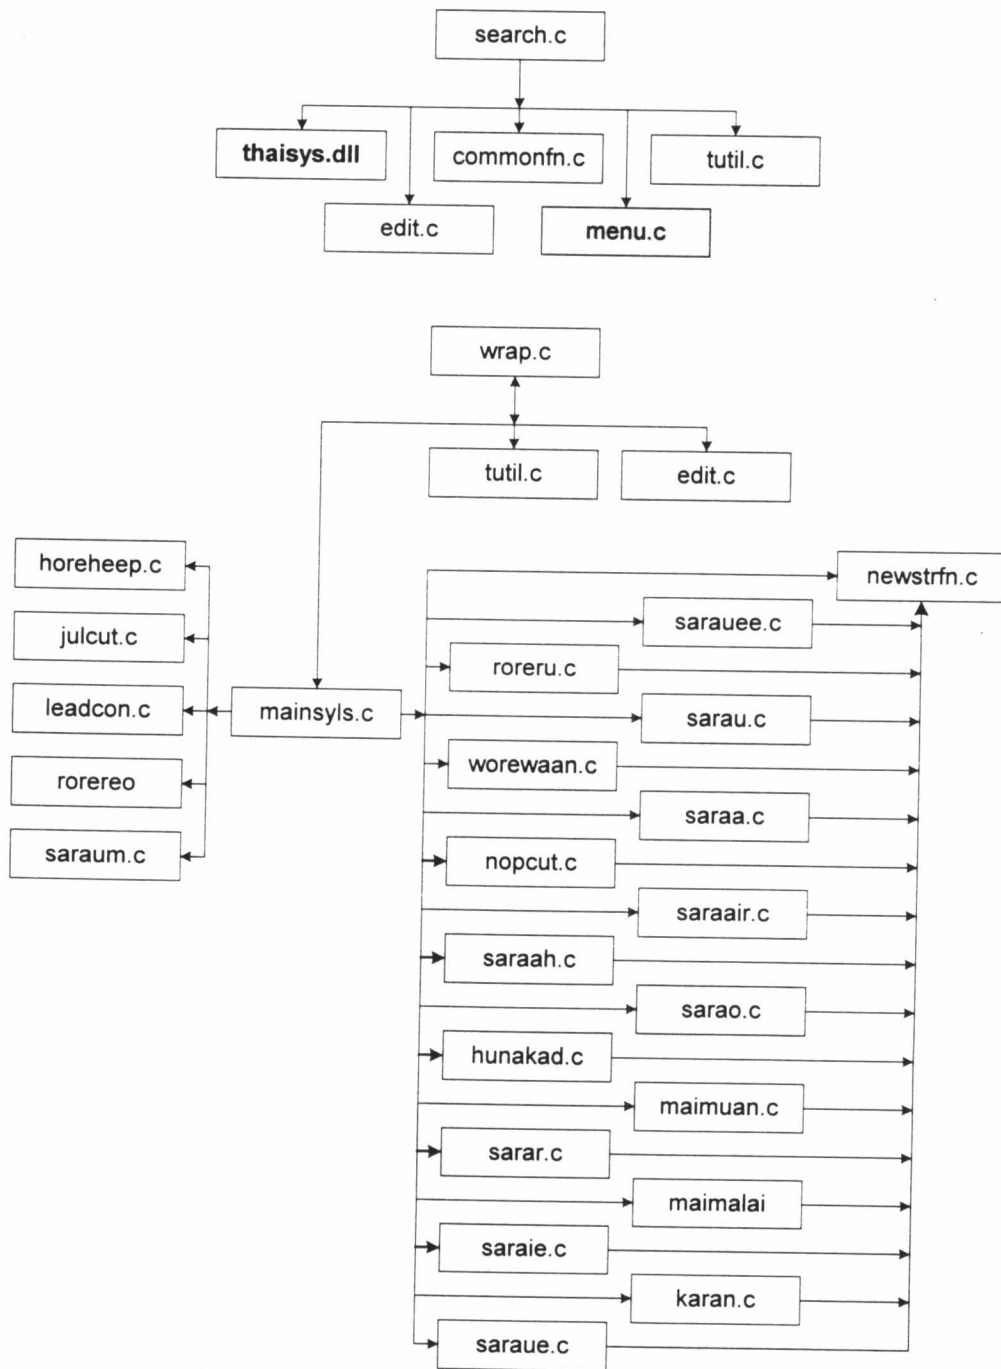 search.c
thaisys.dll
commonfn.c
tutil.c
edit.c
menu.c
wrap.c
tutil.c
edit.c
horeheep.c
julcut.c
leadcon.c
rorereo
saraum.c
mainsyls.c
newstrfn.c
sarauee.c
roreru.c
sarau.c
worewaan.c
saraa.c
nopcut.c
saraair.c
saraah.c
sarao.c
hunakad.c
maimuan.c
sarar.c
maimalai
saraie.c
karan.c
saraue.c